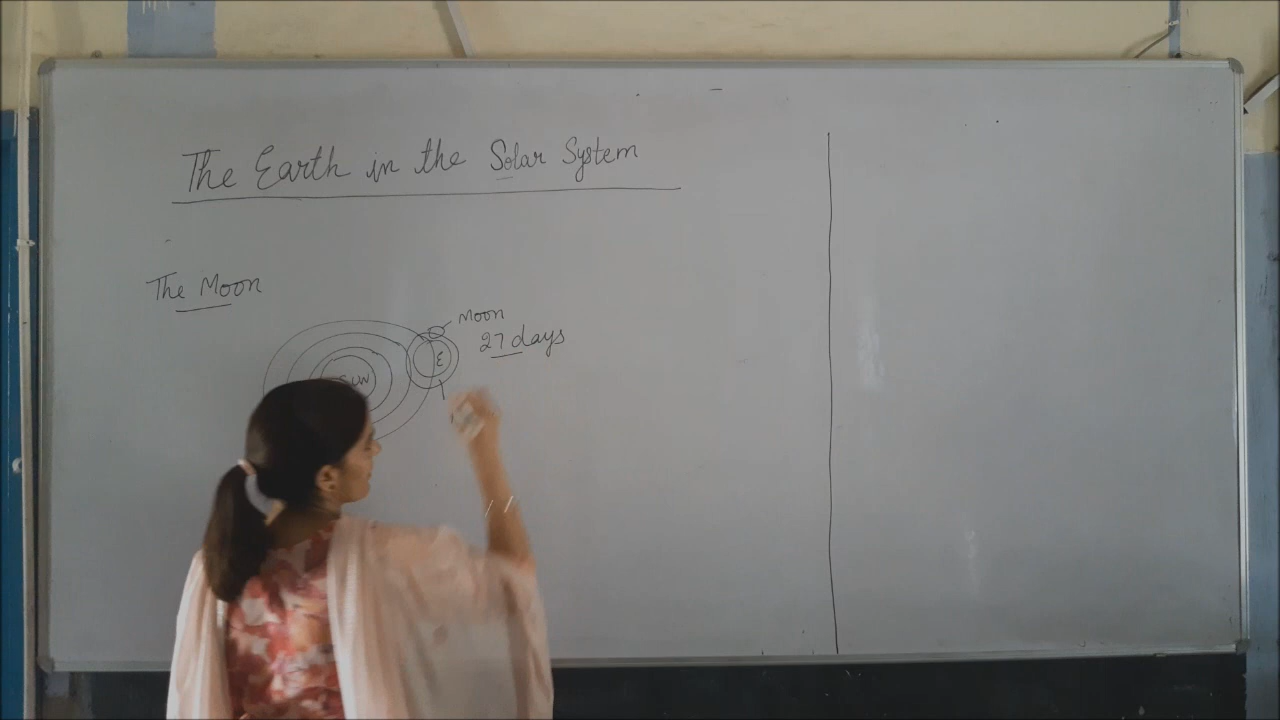 The Earth in the Solar System
The Moon
Moon
27 days
SUN
E